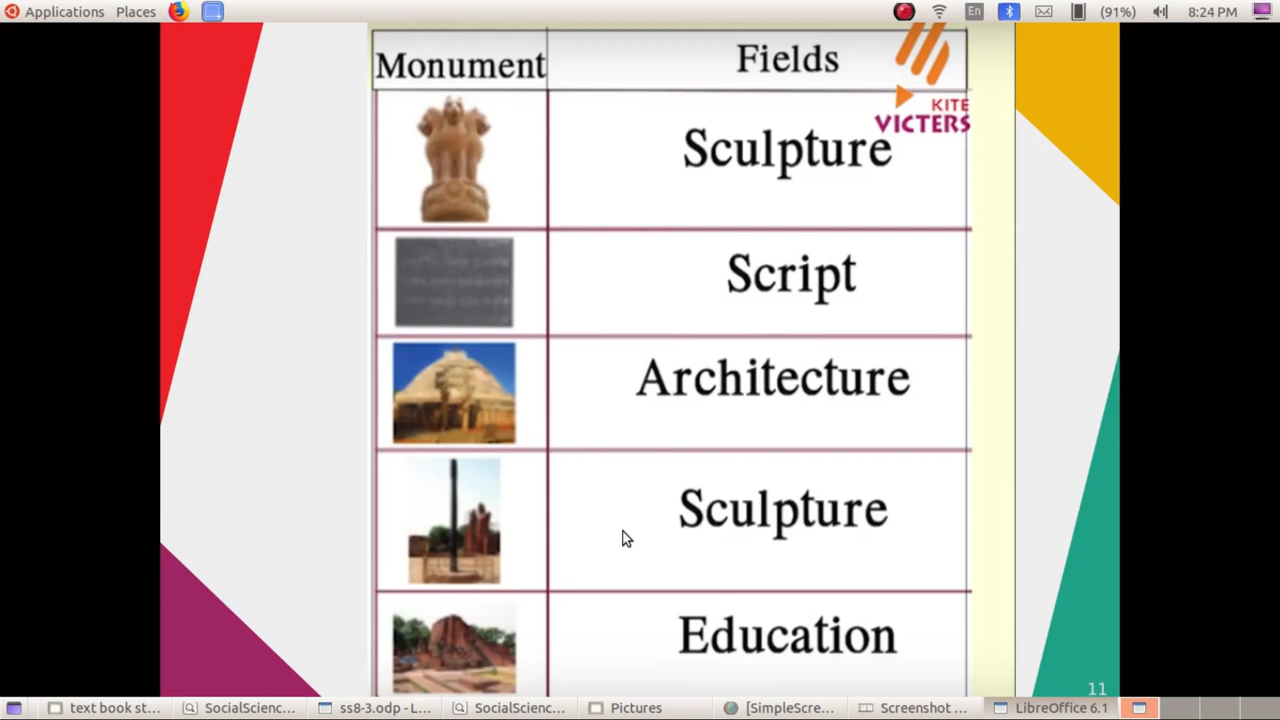 Applications Places En (91%) 8:24 PM
Monument Fields
KITE
VICTERS
Sculpture
Script
Architecture
Sculpture
Education
11
text book st... SocialScienc... ss8-3.odp - L... SocialScienc... Pictures [SimpleScre... Screenshot ... LibreOffice 6.1